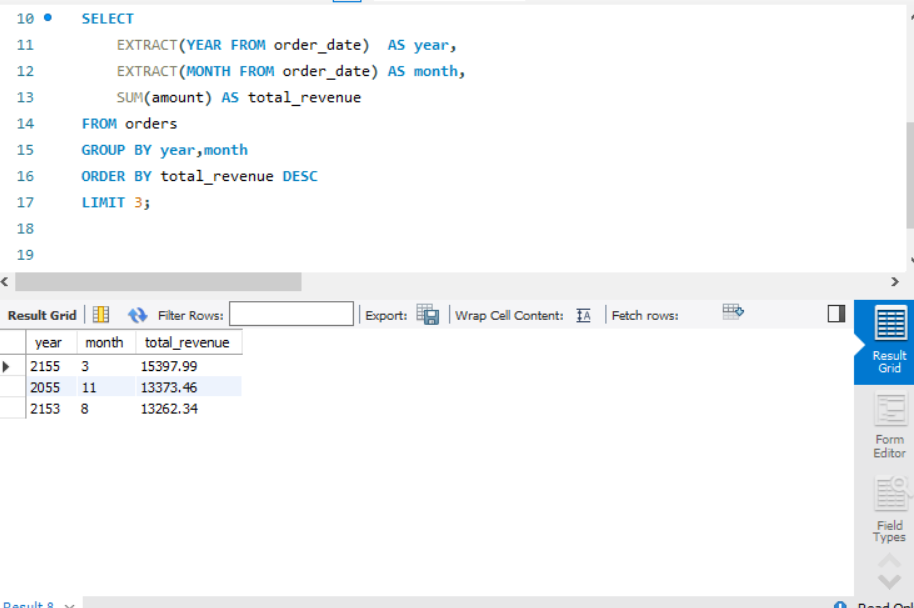 10 SELECT
11 EXTRACT(YEAR FROM order_date)  AS year,
12 EXTRACT(MONTH FROM order_date) AS month,
13 SUM(amount) AS total_revenue
14 FROM orders
15 GROUP BY year,month
16 ORDER BY total_revenue DESC
17 LIMIT 3;
18
19
Result Grid Filter Rows: Export: Wrap Cell Content: IA Fetch rows:
year month total_revenue
2155 3 15397.99
2055 11 13373.46
2153 8 13262.34
Result
Grid
Form
Editor
Field
Types
Result 8
Read Onl